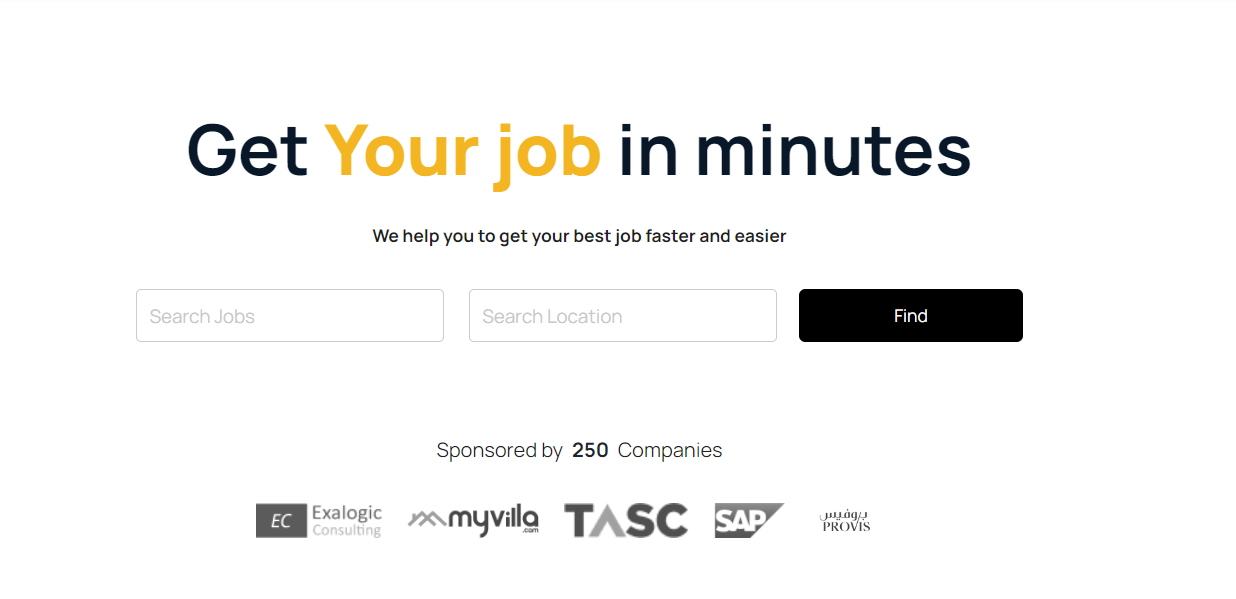 Get Your job in minutes
We help you to get your best job faster and easier
Search Jobs
Search Location
Find
Sponsored by 250 Companies
EC
Exalogic
Consulting
myvilla
.com
TASC
SAP
بروفيس
PROVIS